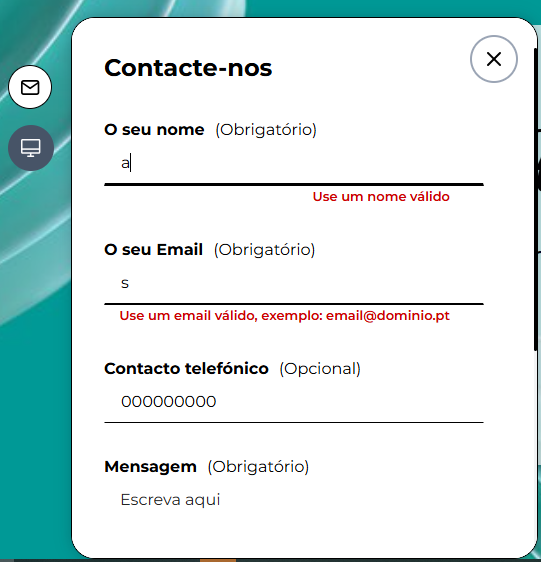 Contacte-nos
O seu nome (Obrigatório)
a
Use um nome válido
O seu Email (Obrigatório)
s
Use um email válido, exemplo: email@dominio.pt
Contacto telefónico (Opcional)
000000000
Mensagem (Obrigatório)
Escreva aqui